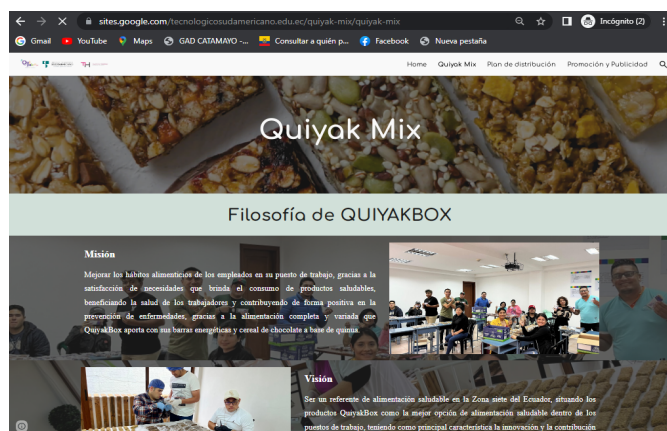 sites.google.com/tecnologicosudamericano.edu.ec/quiyak-mix/quiyak-mix
Incógnito (2)
Gmail YouTube Maps GAD CATAMAYO -... Consultar a quién p... Facebook Nueva pestaña
Home Quiyak Mix Plan de distribución Promoción y Publicidad
Quiyak Mix
Filosofía de QUIYAKBOX
Misión
Mejorar los hábitos alimenticios de los empleados en su puesto de trabajo, gracias a la
satisfacción de necesidades que brinda el consumo de productos saludables,
beneficiando la salud de los trabajadores y contribuyendo de forma positiva en la
prevención de enfermedades, gracias a la alimentación completa y variada que
QuiyakBox aporta con sus barras energéticas y cereal de chocolate a base de quinua.
Visión
Ser un referente de alimentación saludable en la Zona siete del Ecuador, situando los
productos QuiyakBox como la mejor opción de alimentación saludable dentro de los
puestos de trabajo, teniendo como principal característica la innovación y la contribución